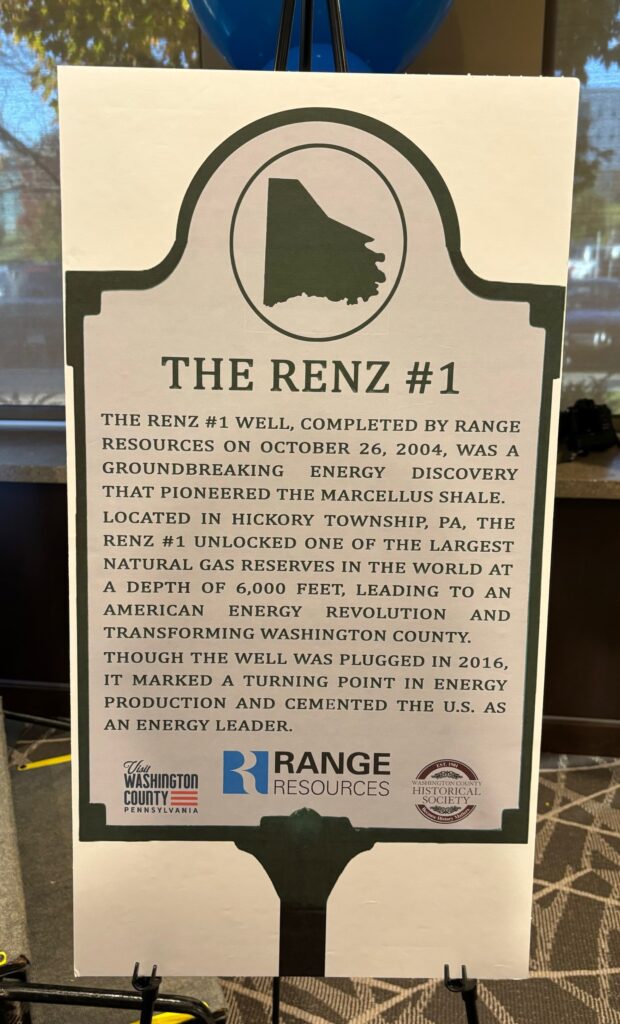 THE RENZ #1
THE RENZ #1 WELL, COMPLETED BY RANGE
RESOURCES ON OCTOBER 26, 2004, WAS A
GROUNDBREAKING ENERGY DISCOVERY
THAT PIONEERED THE MARCELLUS SHALE.
LOCATED IN HICKORY TOWNSHIP, PA, THE
RENZ #1 UNLOCKED ONE OF THE LARGEST
NATURAL GAS RESERVES IN THE WORLD AT
A DEPTH OF 6,000 FEET, LEADING TO AN
AMERICAN ENERGY REVOLUTION AND
TRANSFORMING WASHINGTON COUNTY.
THOUGH THE WELL WAS PLUGGED IN 2016,
IT MARKED A TURNING POINT IN ENERGY
PRODUCTION AND CEMENTED THE U.S. AS
AN ENERGY LEADER.
Visit
WASHINGTON
COUNTY
PENNSYLVANIA
R RANGE
RESOURCES
WASHINGTON COUNTY
HISTORICAL
SOCIETY